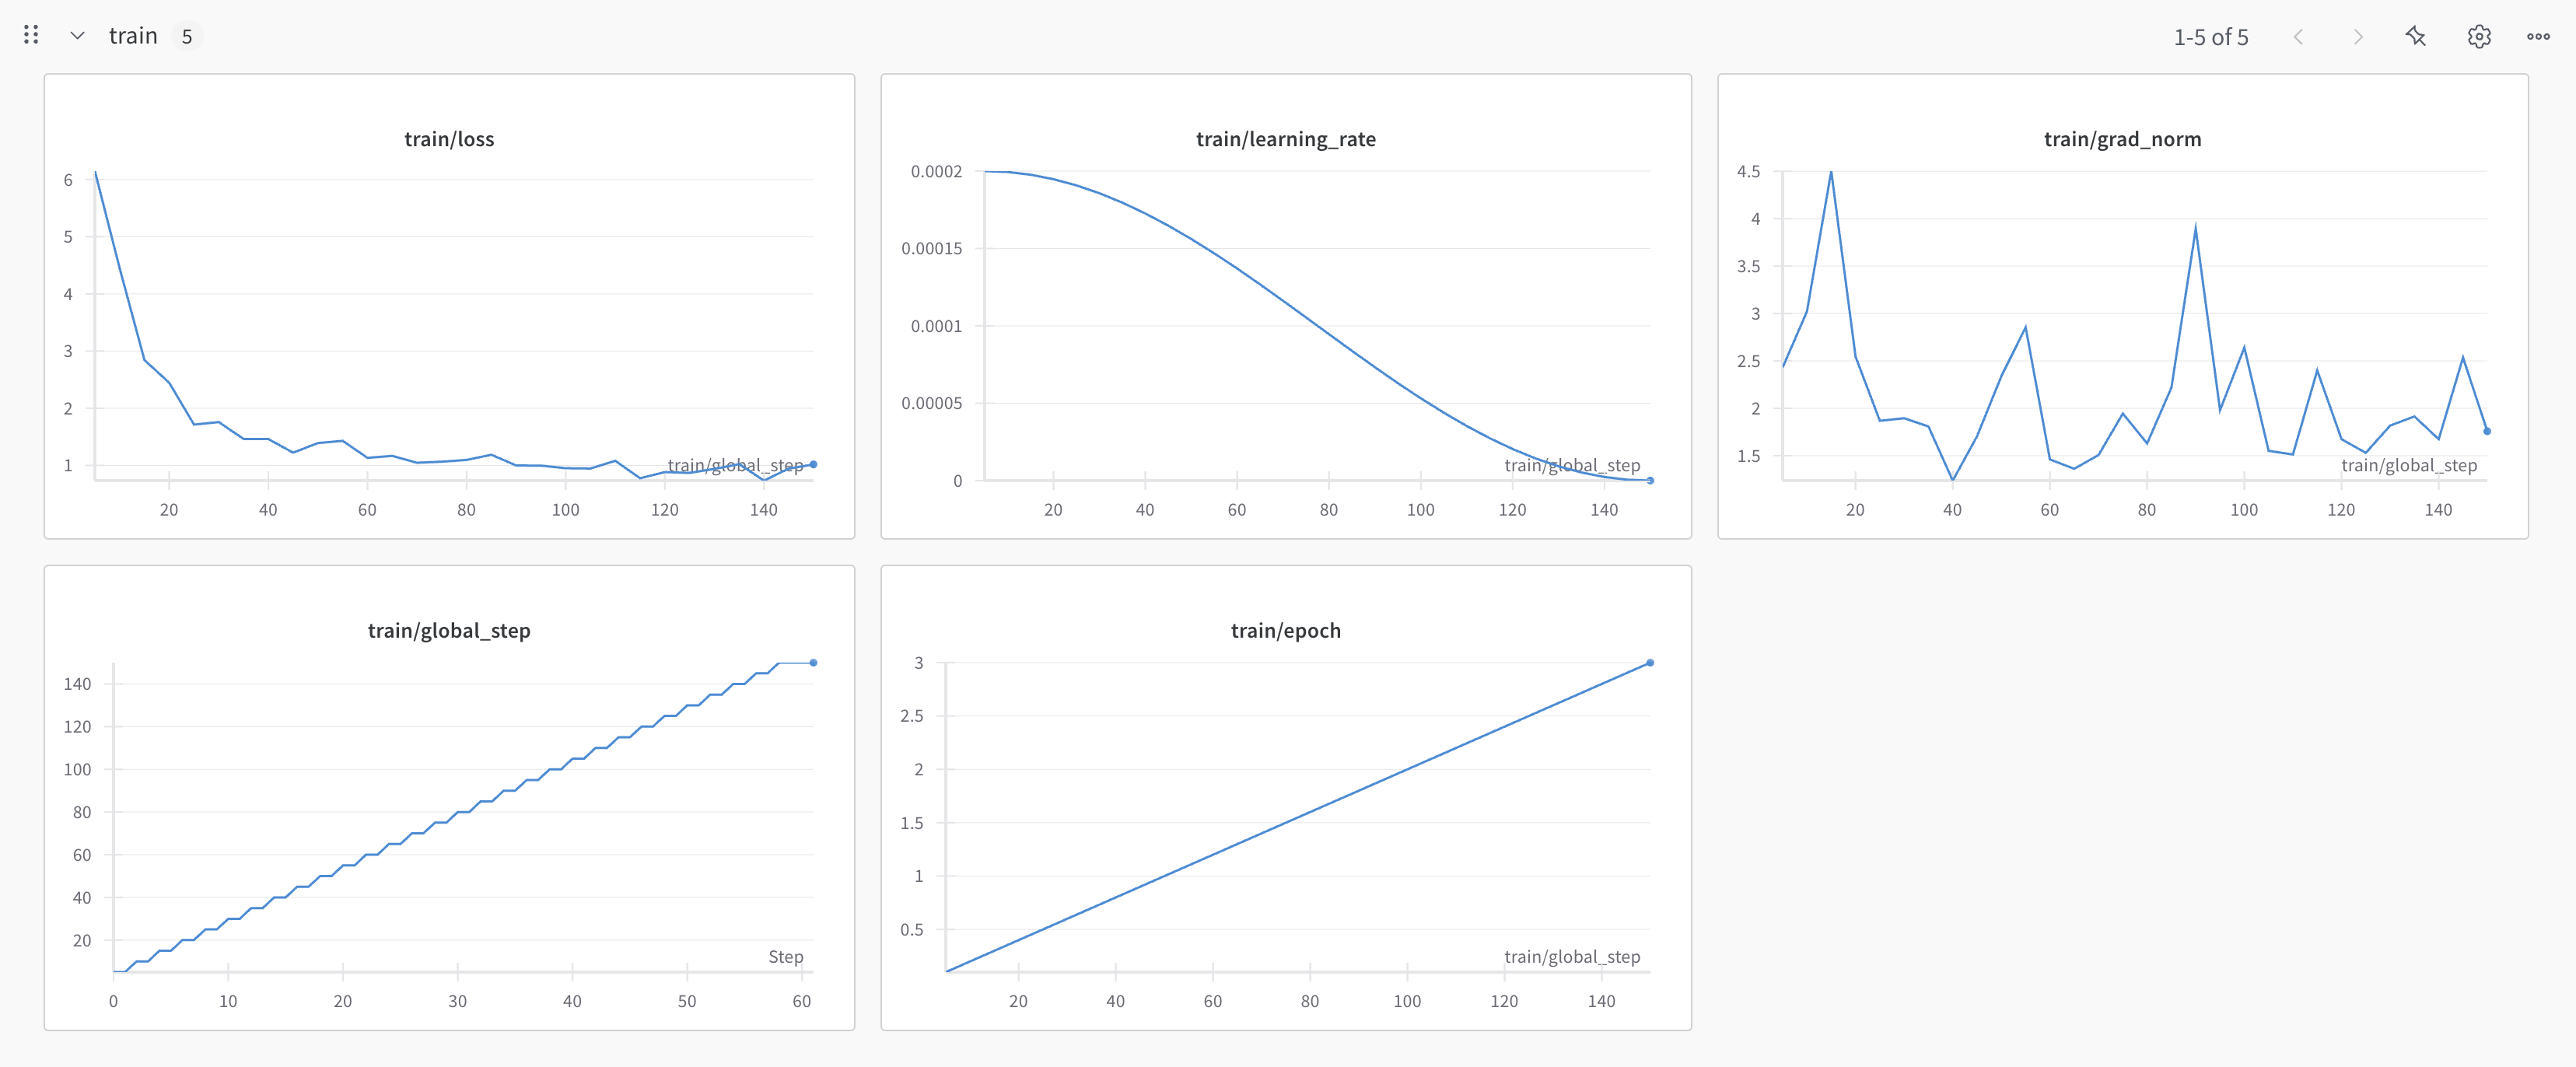 train 5
1-5 of 5
train/loss
6
5
4
3
2
1
train/global_step
20 40 60 80 100 120 140
train/learning_rate
0.0002
0.00015
0.0001
0.00005
0
train/global_step
20 40 60 80 100 120 140
train/grad_norm
4.5
4
3.5
3
2.5
2
1.5
train/global_step
20 40 60 80 100 120 140
train/global_step
140
120
100
80
60
40
20
Step
0 10 20 30 40 50 60
train/epoch
3
2.5
2
1.5
1
0.5
train/global_step
20 40 60 80 100 120 140